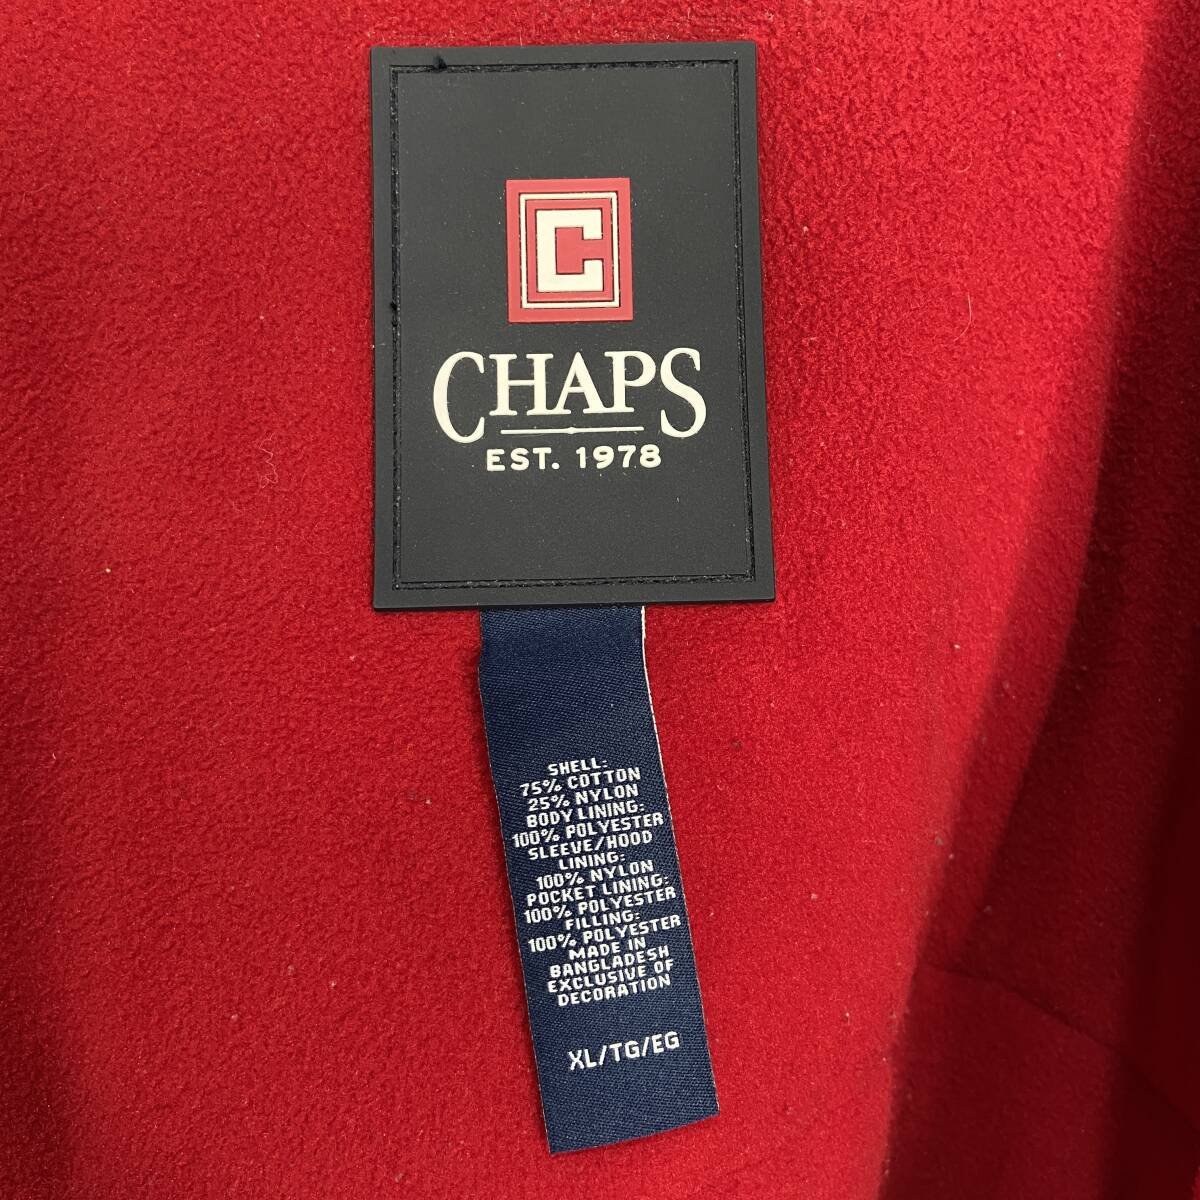 C
CHAPS
EST. 1978
SHELL:
75% COTTON
25% NYLON
BODY LINING:
100% POLYESTER
SLEEVE/HOOD
LINING:
100% NYLON
POCKET LINING:
100% POLYESTER
FILLING:
100% POLYESTER
MADE IN
BANGLADESH
EXCLUSIVE OF
DECORATION
XL/TG/EG